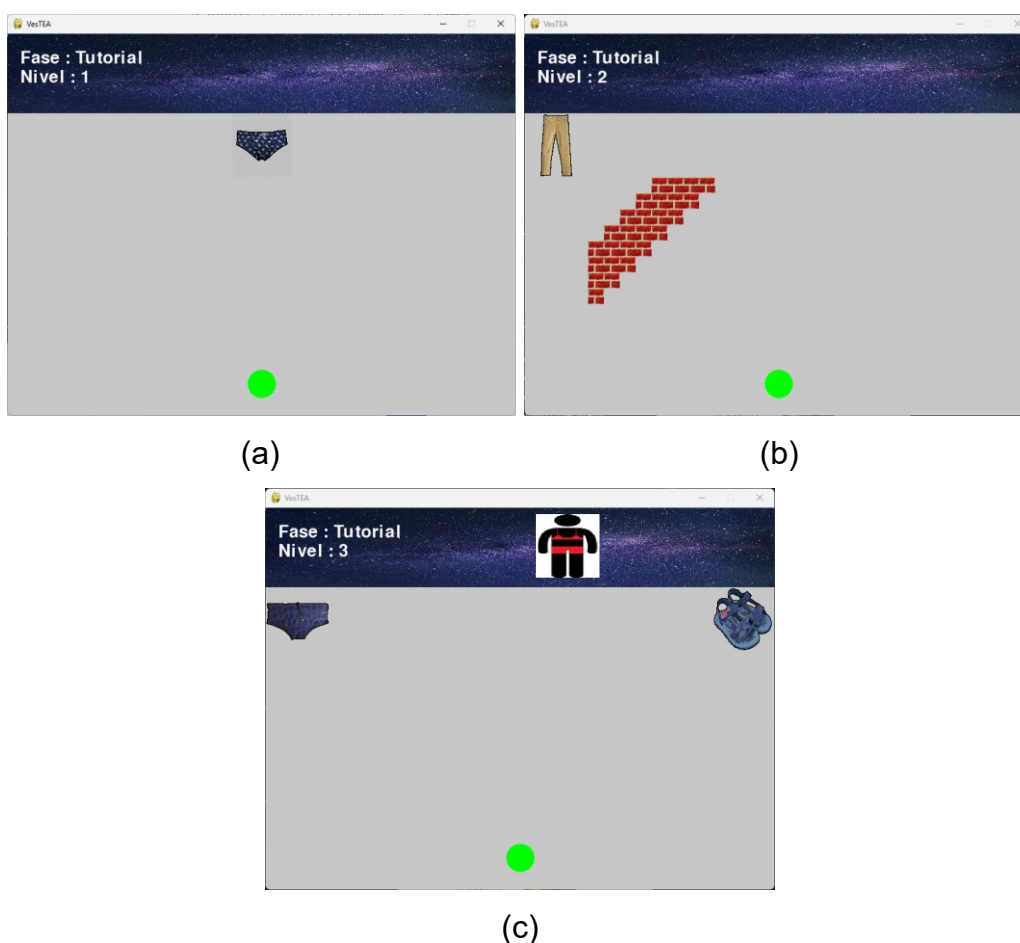 VesTEA
Fase : Tutorial
Nivel : 1
VesTEA
Fase : Tutorial
Nivel : 2
(a)
(b)
VesTEA
Fase : Tutorial
Nivel : 3
(c)